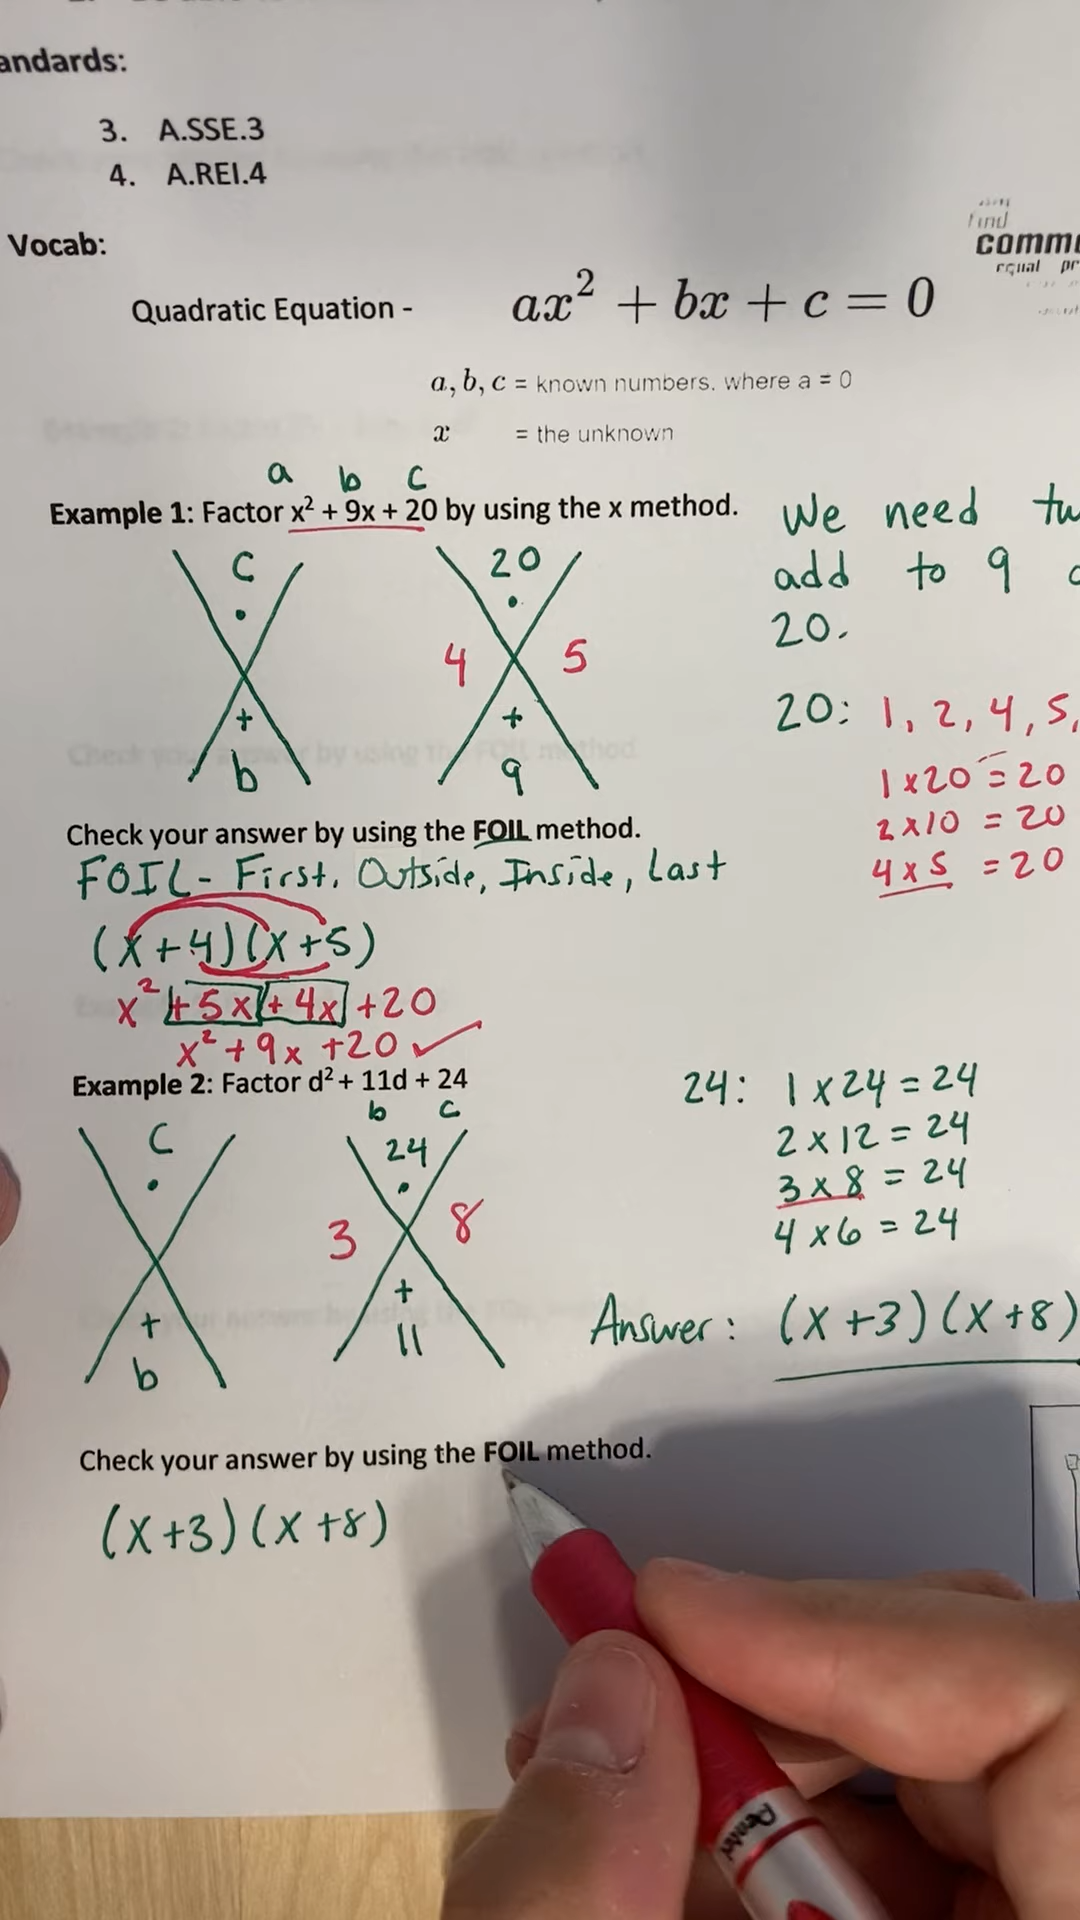 andards:
3. A.SSE.3
4. A.REI.4
find
comm
equal pr
Vocab:
Quadratic Equation - ax² + bx + c = 0
a, b, c = known numbers. where a = 0
x = the unknown
a b c
Example 1: Factor x² + 9x + 20 by using the x method.
We need tw
add to 9
20.
C
•
+
b
20
•
4 5
+
9
20: 1, 2, 4, 5,
1 x 20 = 20
2 x 10 = 20
4 x 5 = 20
Check your answer by using the FOIL method.
FOIL - First, Outside, Inside, Last
(x+4)(x+5)
x² +5x +4x +20
x² +9x +20 ✓
Example 2: Factor d² + 11d + 24
b c
C
•
+
b
24
•
3 8
+
11
24: 1 x 24 = 24
2 x 12 = 24
3 x 8 = 24
4 x 6 = 24
Answer: (x +3)(x +8)
Check your answer by using the FOIL method.
(x+3)(x+8)
Pentel